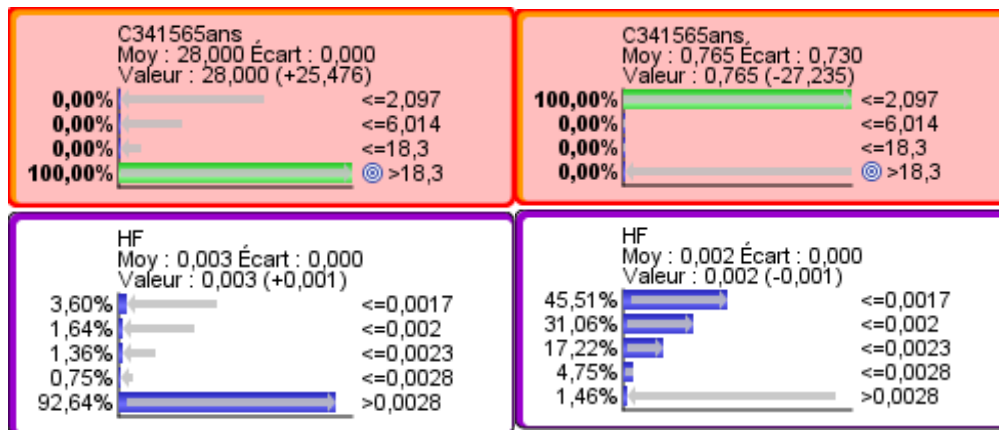 C341565ans
Moy : 28,000 Écart : 0,000
Valeur : 28,000 (+25,476)
0,00% <=2,097
0,00% <=6,014
0,00% <=18,3
100,00% >18,3
C341565ans
Moy : 0,765 Écart : 0,730
Valeur : 0,765 (-27,235)
100,00% <=2,097
0,00% <=6,014
0,00% <=18,3
0,00% >18,3
HF
Moy : 0,003 Écart : 0,000
Valeur : 0,003 (+0,001)
3,60% <=0,0017
1,64% <=0,002
1,36% <=0,0023
0,75% <=0,0028
92,64% >0,0028
HF
Moy : 0,002 Écart : 0,000
Valeur : 0,002 (-0,001)
45,51% <=0,0017
31,06% <=0,002
17,22% <=0,0023
4,75% <=0,0028
1,46% >0,0028